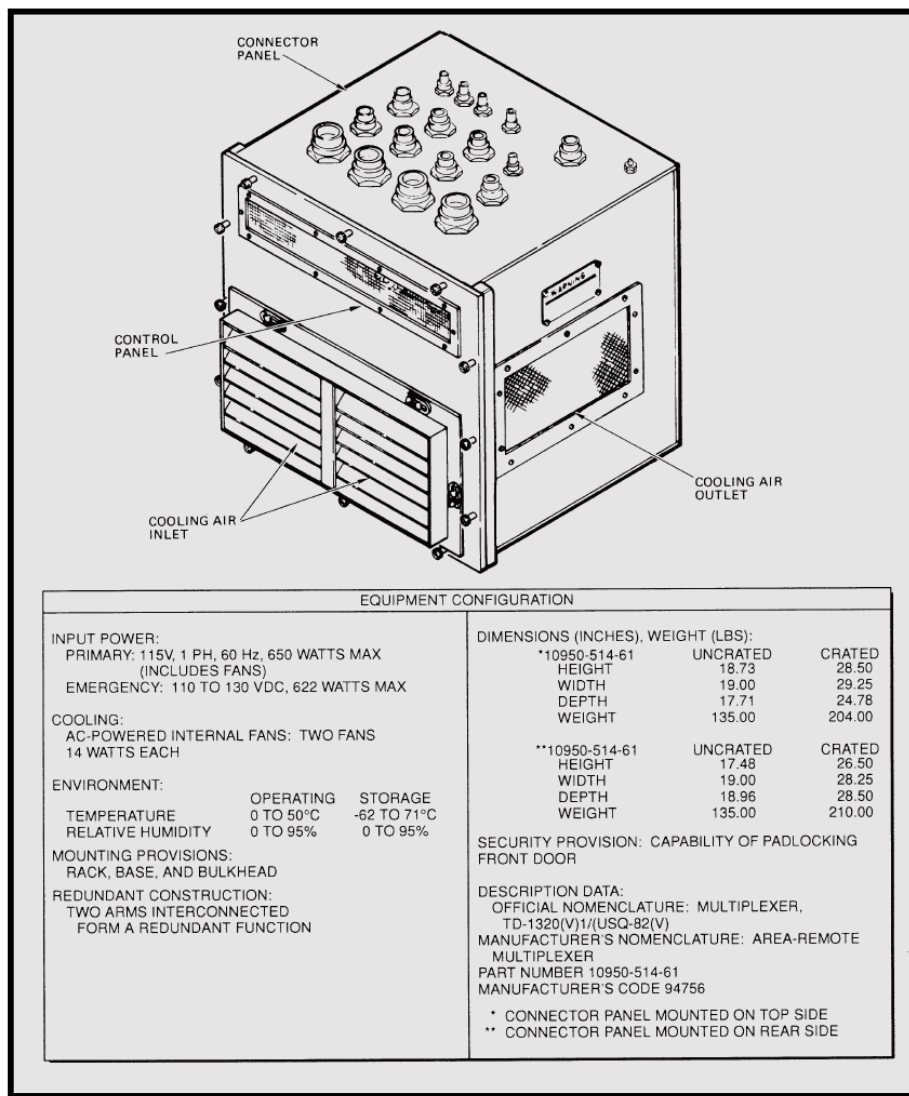 CONNECTOR
PANEL
WARNING
CONTROL
PANEL
COOLING AIR
OUTLET
COOLING AIR
INLET
EQUIPMENT CONFIGURATION
INPUT POWER:
PRIMARY: 115V, 1 PH, 60 Hz, 650 WATTS MAX
(INCLUDES FANS)
EMERGENCY: 110 TO 130 VDC, 622 WATTS MAX
COOLING:
AC-POWERED INTERNAL FANS: TWO FANS
14 WATTS EACH
ENVIRONMENT:
OPERATING STORAGE
TEMPERATURE 0 TO 50°C -62 TO 71°C
RELATIVE HUMIDITY 0 TO 95% 0 TO 95%
MOUNTING PROVISIONS:
RACK, BASE, AND BULKHEAD
REDUNDANT CONSTRUCTION:
TWO ARMS INTERCONNECTED
FORM A REDUNDANT FUNCTION
DIMENSIONS (INCHES), WEIGHT (LBS):
*10950-514-61 UNCRATED CRATED
HEIGHT 18.73 28.50
WIDTH 19.00 29.25
DEPTH 17.71 24.78
WEIGHT 135.00 204.00
**10950-514-61 UNCRATED CRATED
HEIGHT 17.48 26.50
WIDTH 19.00 28.25
DEPTH 18.96 28.50
WEIGHT 135.00 210.00
SECURITY PROVISION: CAPABILITY OF PADLOCKING
FRONT DOOR
DESCRIPTION DATA:
OFFICIAL NOMENCLATURE: MULTIPLEXER,
TD-1320(V)1/(USQ-82(V)
MANUFACTURER'S NOMENCLATURE: AREA-REMOTE
MULTIPLEXER
PART NUMBER 10950-514-61
MANUFACTURER'S CODE 94756
* CONNECTOR PANEL MOUNTED ON TOP SIDE
** CONNECTOR PANEL MOUNTED ON REAR SIDE